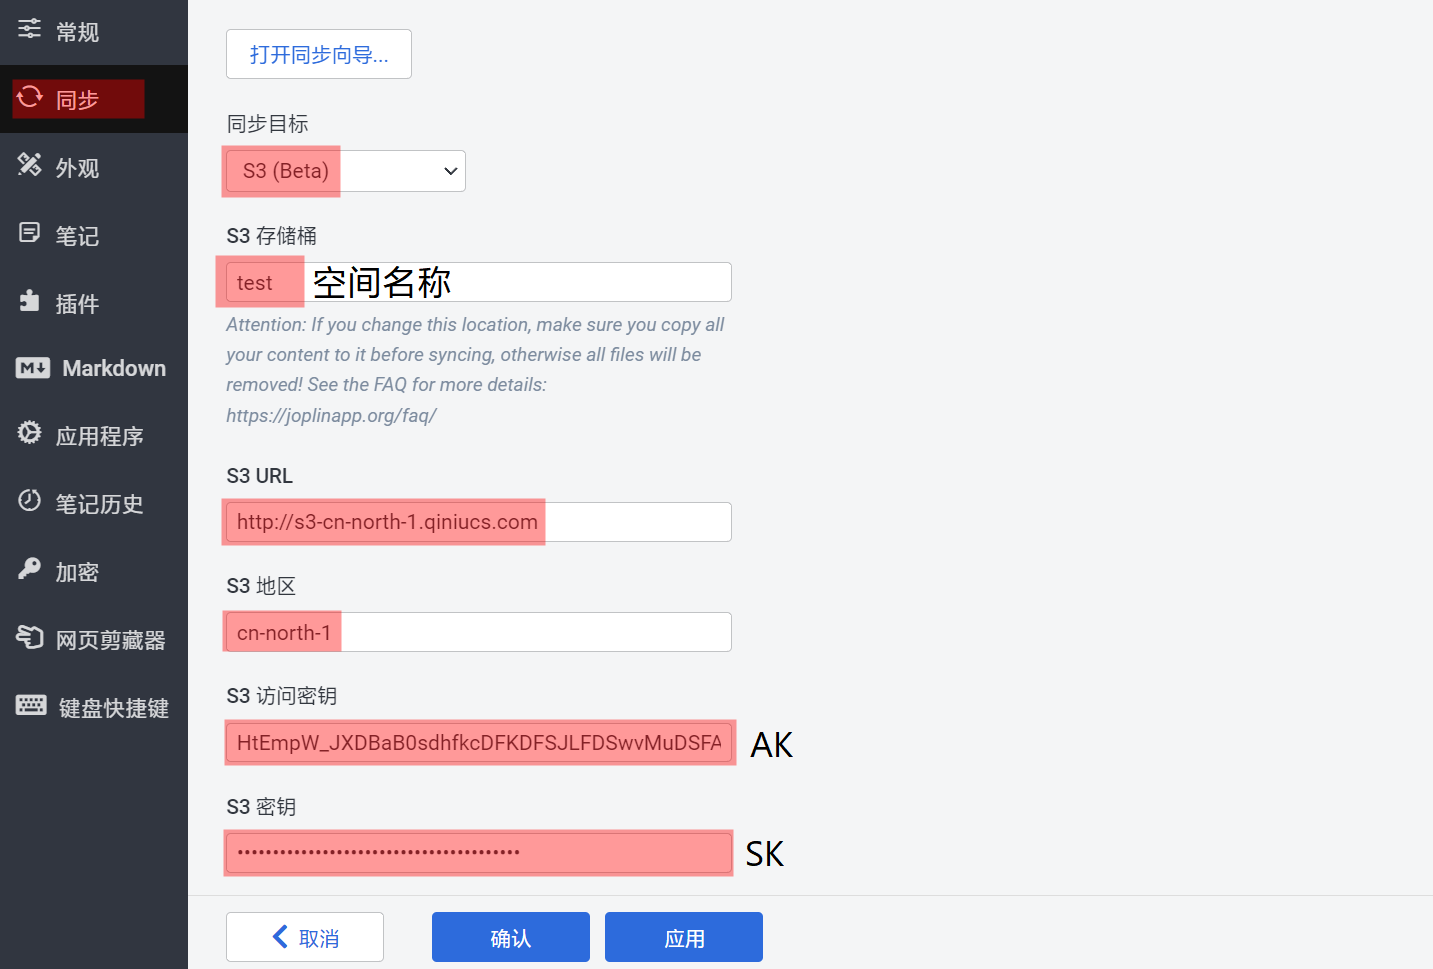 常规
同步
外观
笔记
插件
Markdown
应用程序
笔记历史
加密
网页剪藏器
键盘快捷键
打开同步向导...
同步目标
S3 (Beta)
S3 存储桶
test 空间名称
Attention: If you change this location, make sure you copy all
your content to it before syncing, otherwise all files will be
removed! See the FAQ for more details:
https://joplinapp.org/faq/
S3 URL
http://s3-cn-north-1.qiniucs.com
S3 地区
cn-north-1
S3 访问密钥
HtEmpW_JXDBaB0sdhfkcDFKDFSJLFDSwvMuDSFA AK
S3 密钥
•••••••••••••••••••••••••••••••••••••••• SK
取消
确认
应用